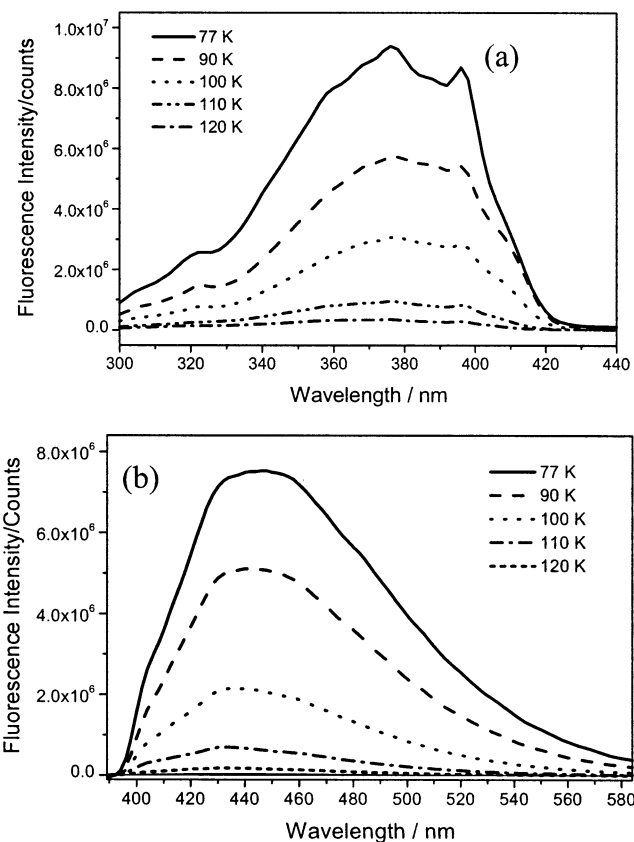 1.0x10⁷
8.0x10⁶
6.0x10⁶
4.0x10⁶
2.0x10⁶
0.0
Fluorescence Intensity/counts
77 K
90 K
100 K
110 K
120 K
(a)
300 320 340 360 380 400 420 440
Wavelength / nm
8.0x10⁶
6.0x10⁶
4.0x10⁶
2.0x10⁶
0.0
Fluorescence Intensity/Counts
(b)
77 K
90 K
100 K
110 K
120 K
400 420 440 460 480 500 520 540 560 580
Wavelength / nm